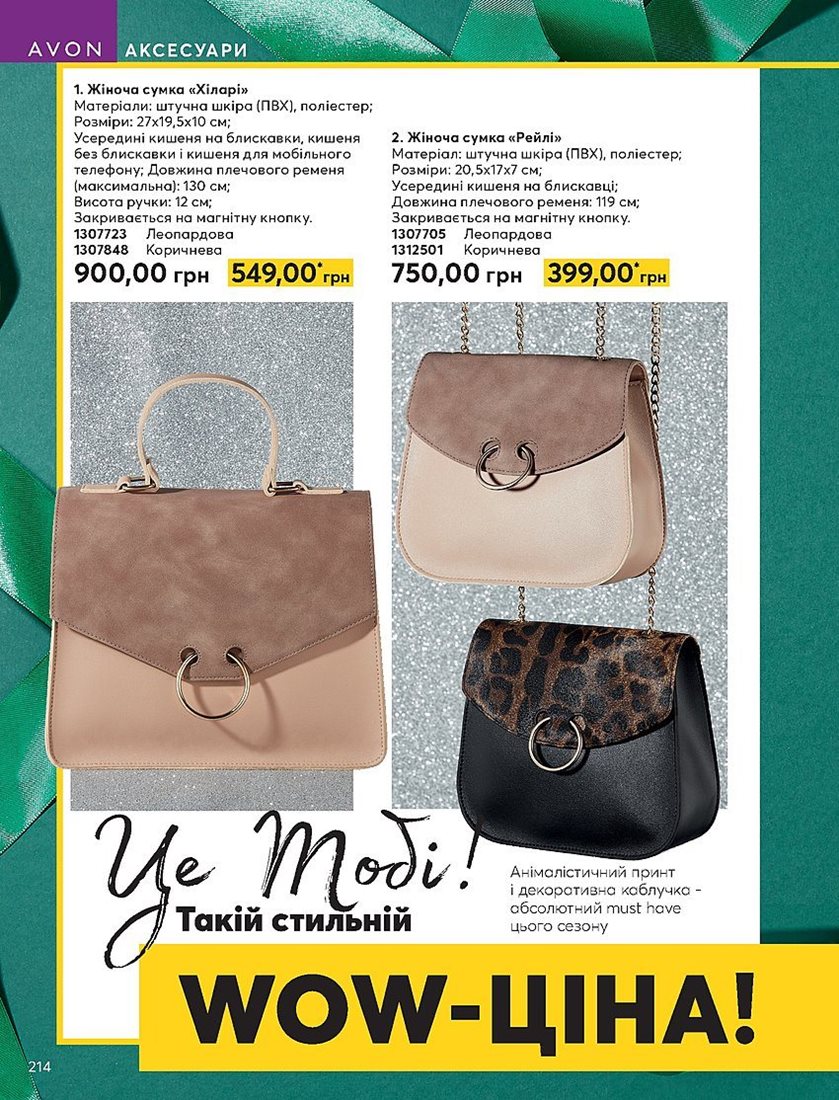 AVON АКСЕСУАРИ
1. Жіноча сумка «Хіларі»
Матеріали: штучна шкіра (ПВХ), поліестер;
Розміри: 27х19,5х10 см;
Усередині кишеня на блискавки, кишеня
без блискавки і кишеня для мобільного
телефону; Довжина плечового ременя
(максимальна): 130 см;
Висота ручки: 12 см;
Закривається на магнітну кнопку.
1307723 Леопардова
1307848 Коричнева
900,00 грн 549,00*грн
2. Жіноча сумка «Рейлі»
Матеріал: штучна шкіра (ПВХ), поліестер;
Розміри: 20,5х17х7 см;
Усередині кишеня на блискавці;
Довжина плечового ременя: 119 см;
Закривається на магнітну кнопку.
1307705 Леопардова
1312501 Коричнева
750,00 грн 399,00*грн
Це Тобі!
Такій стильній
Анімалістичний принт
і декоративна каблучка -
абсолютний must have
цього сезону
WOW-ЦІНА!
214